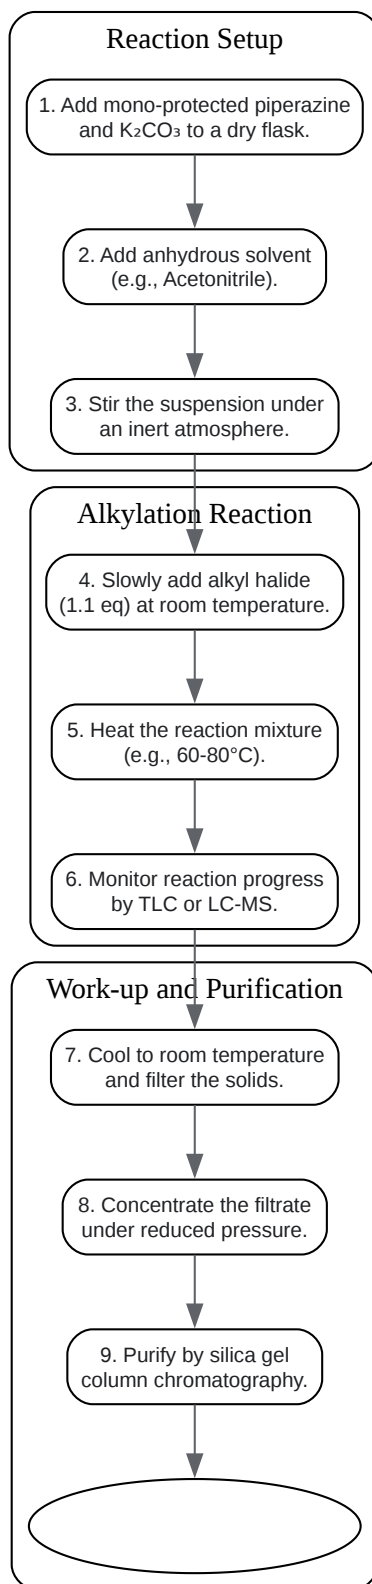 Reaction Setup
1. Add mono-protected piperazine
and K₂CO₃ to a dry flask.
2. Add anhydrous solvent
(e.g., Acetonitrile).
3. Stir the suspension under
an inert atmosphere.
Alkylation Reaction
4. Slowly add alkyl halide
(1.1 eq) at room temperature.
5. Heat the reaction mixture
(e.g., 60-80°C).
6. Monitor reaction progress
by TLC or LC-MS.
Work-up and Purification
7. Cool to room temperature
and filter the solids.
8. Concentrate the filtrate
under reduced pressure.
9. Purify by silica gel
column chromatography.